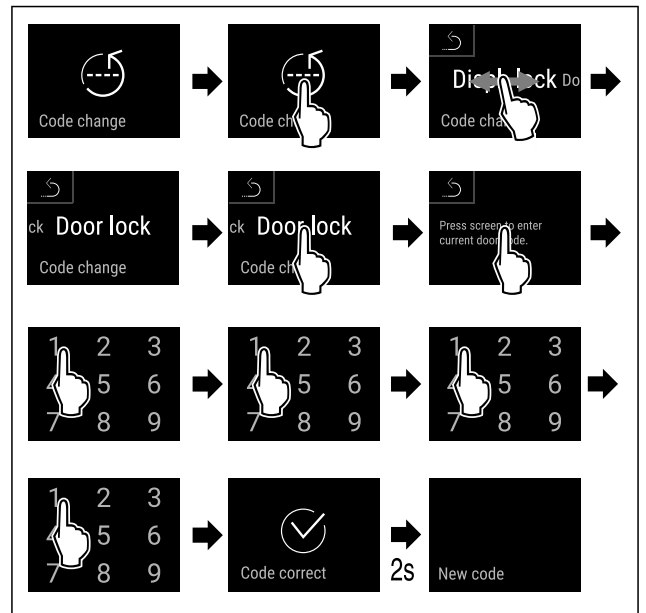 Code change
Code ch
Do
Code cha
ck Door lock
Code change
ck Door lock
Code ch
Press screen to enter
current door code.
1 2 3
4 5 6
7 8 9
1 2 3
4 5 6
7 8 9
1 2 3
4 5 6
7 8 9
1 2 3
4 5 6
7 8 9
Code correct
2s
New code